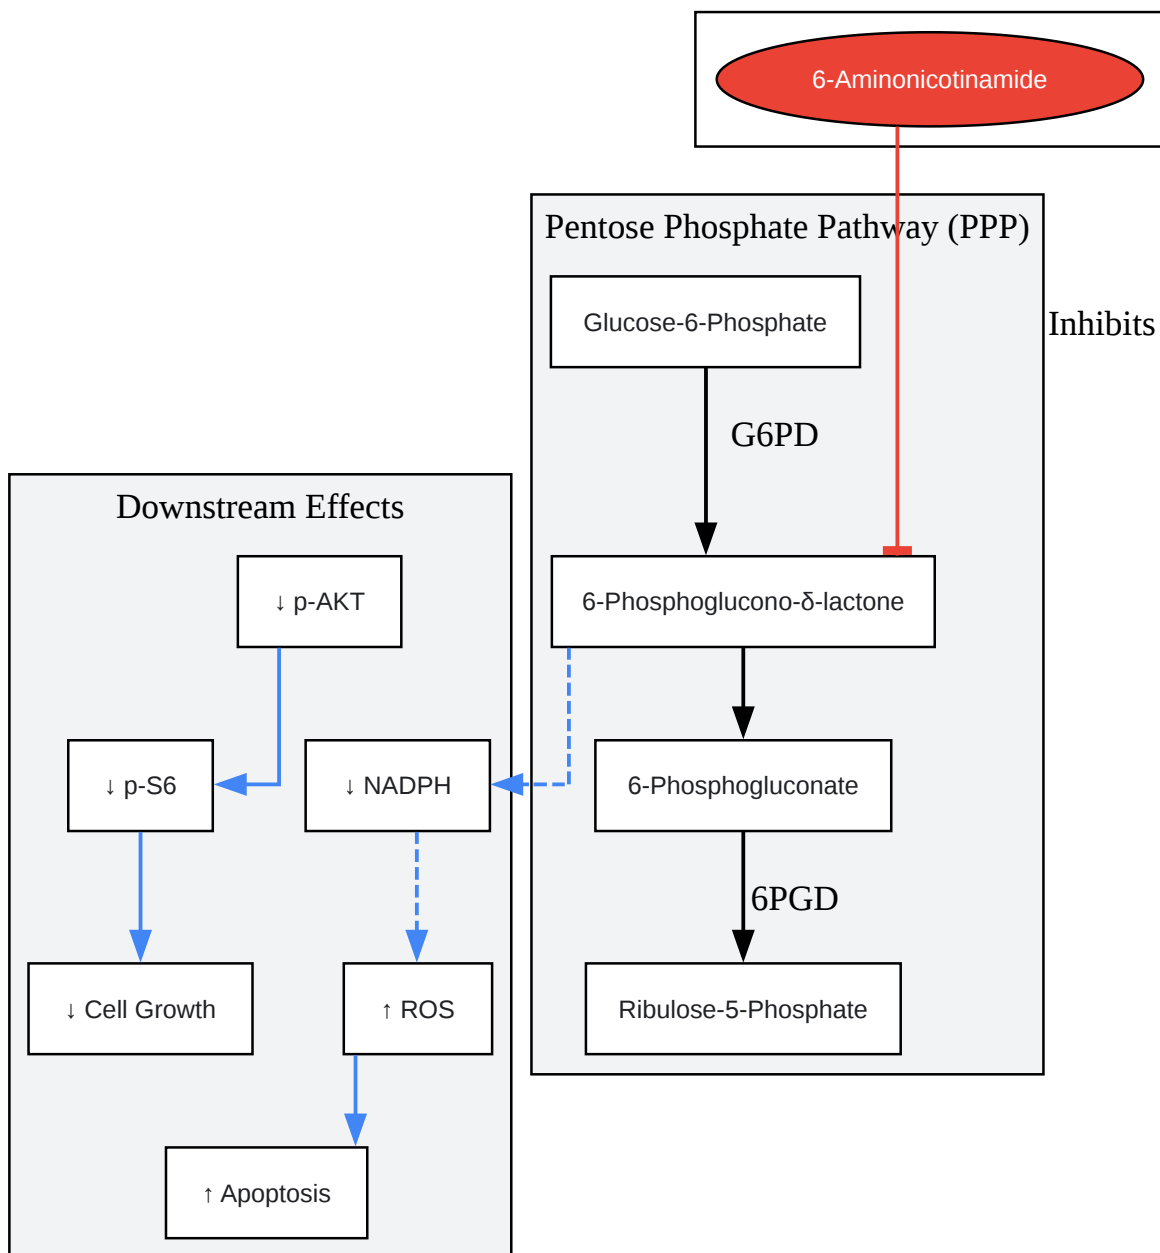 6-Aminonicotinamide
Pentose Phosphate Pathway (PPP)
Glucose-6-Phosphate
Inhibits
G6PD
Downstream Effects
↓ p-AKT
6-Phosphoglucono-δ-lactone
↓ p-S6
↓ NADPH
6-Phosphogluconate
6PGD
↓ Cell Growth
↑ ROS
Ribulose-5-Phosphate
↑ Apoptosis